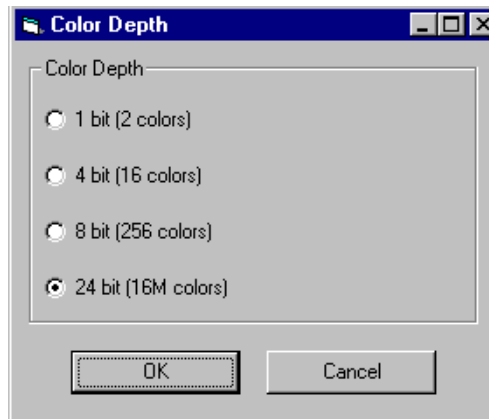 Color Depth
Color Depth
1 bit (2 colors)
4 bit (16 colors)
8 bit (256 colors)
24 bit (16M colors)
OK
Cancel